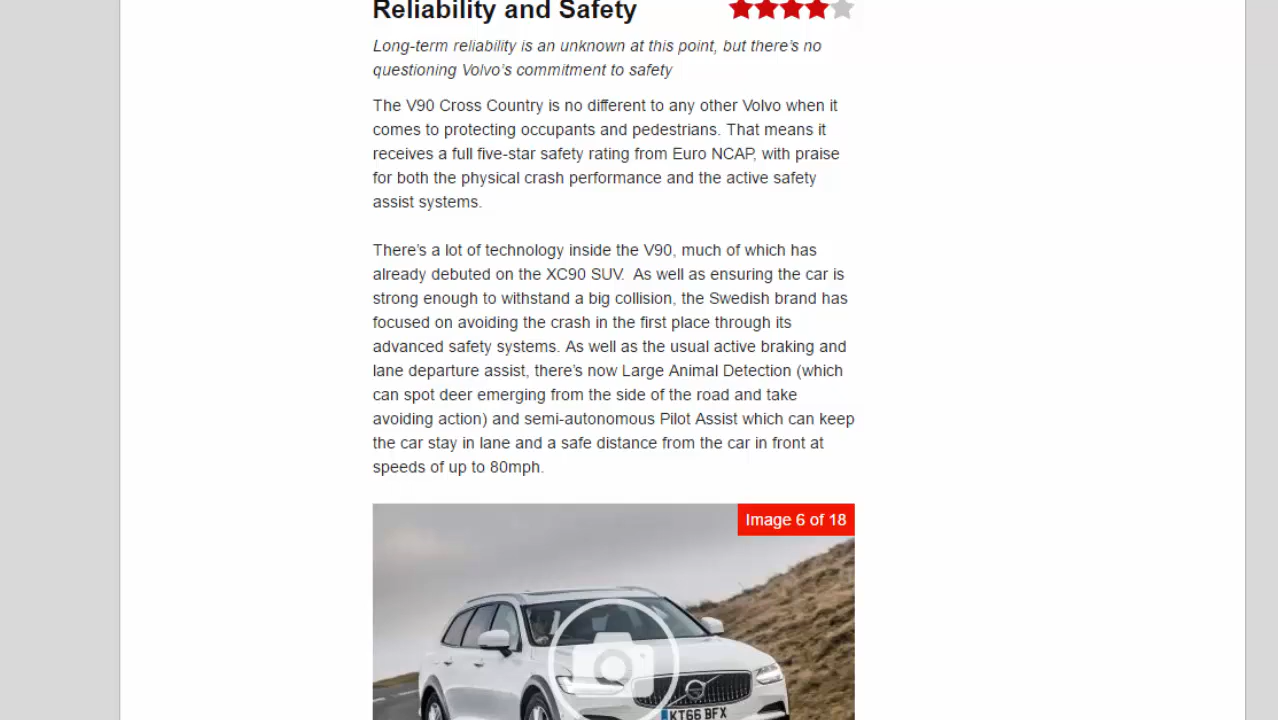 Reliability and Safety
Long-term reliability is an unknown at this point, but there's no
questioning Volvo's commitment to safety
The V90 Cross Country is no different to any other Volvo when it
comes to protecting occupants and pedestrians. That means it
receives a full five-star safety rating from Euro NCAP, with praise
for both the physical crash performance and the active safety
assist systems.
There's a lot of technology inside the V90, much of which has
already debuted on the XC90 SUV.  As well as ensuring the car is
strong enough to withstand a big collision, the Swedish brand has
focused on avoiding the crash in the first place through its
advanced safety systems. As well as the usual active braking and
lane departure assist, there's now Large Animal Detection (which
can spot deer emerging from the side of the road and take
avoiding action) and semi-autonomous Pilot Assist which can keep
the car stay in lane and a safe distance from the car in front at
speeds of up to 80mph.
Image 6 of 18
KT66 BFX